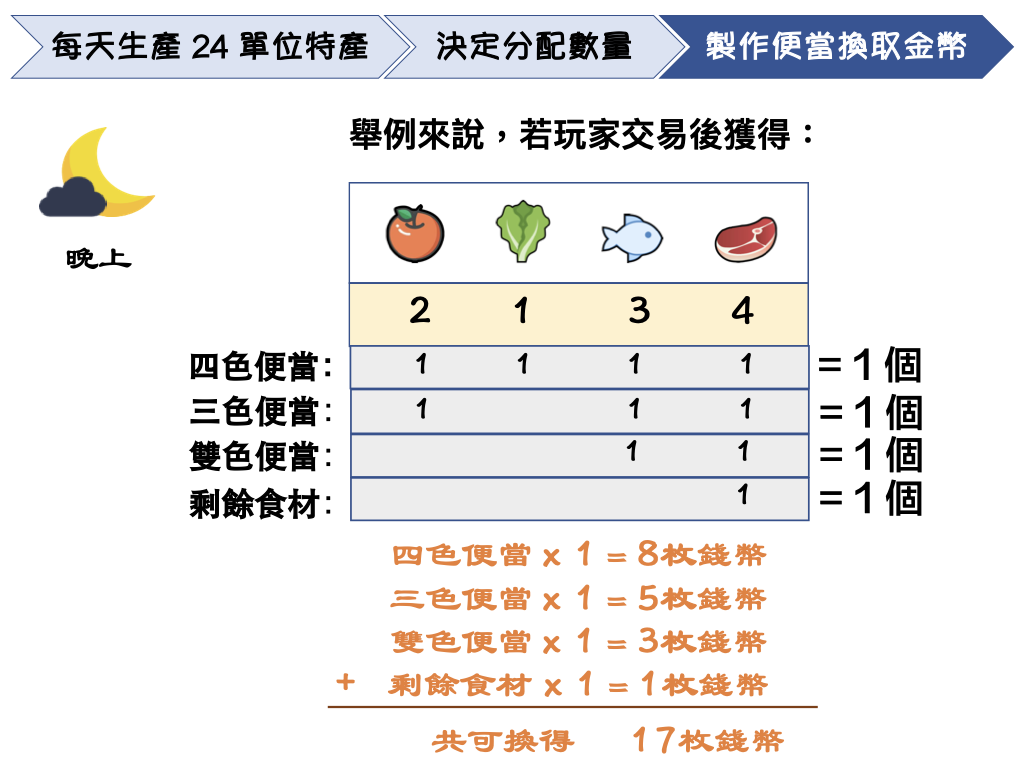 每天生產 24 單位特產 決定分配數量 製作便當換取金幣
舉例來說，若玩家交易後獲得：
晚上
2 1 3 4
四色便當: 1 1 1 1 = 1 個
三色便當: 1 1 1 = 1 個
雙色便當: 1 1 = 1 個
剩餘食材: 1 = 1 個
四色便當 x 1 = 8枚錢幣
三色便當 x 1 = 5枚錢幣
雙色便當 x 1 = 3枚錢幣
+ 剩餘食材 x 1 = 1枚錢幣
共可換得 17枚錢幣